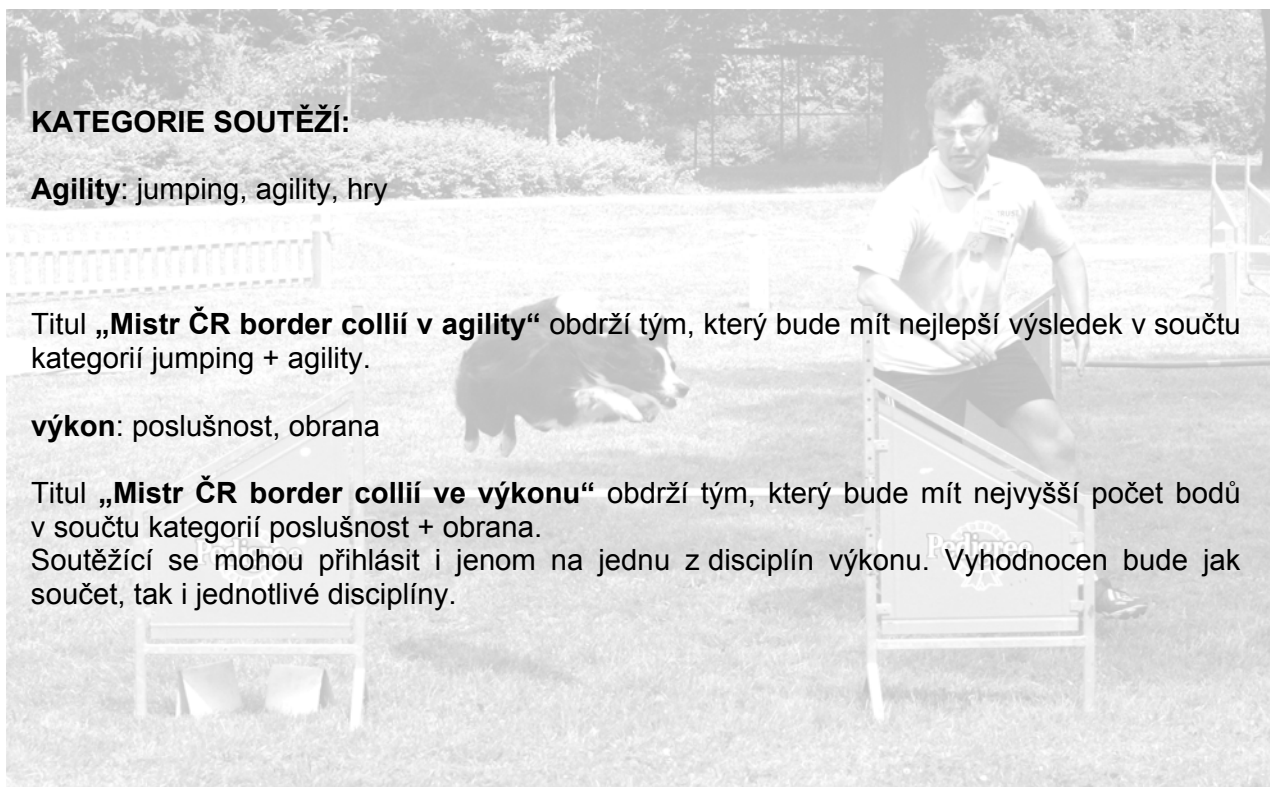 KATEGORIE SOUTĚŽÍ:
Agility: jumping, agility, hry
Titul „Mistr ČR border collií v agility“ obdrží tým, který bude mít nejlepší výsledek v součtu
kategorií jumping + agility.
výkon: poslušnost, obrana
Titul „Mistr ČR border collií ve výkonu“ obdrží tým, který bude mít nejvyšší počet bodů
v součtu kategorií poslušnost + obrana.
Pedigree Pedigree
Soutěžící se mohou přihlásit i jenom na jednu z disciplín výkonu. Vyhodnocen bude jak
součet, tak i jednotlivé disciplíny.